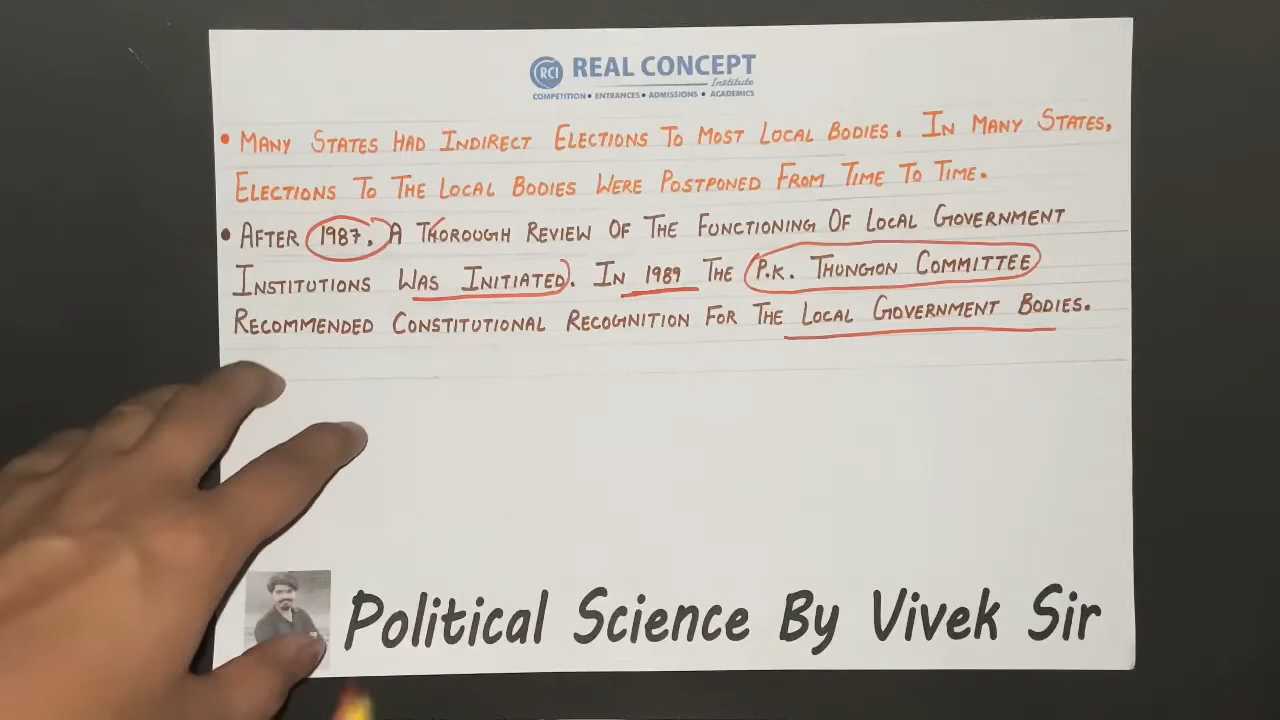 RCI REAL CONCEPT
Institute
COMPETITION • ENTRANCES • ADMISSIONS • ACADEMICS
• MANY STATES HAD INDIRECT ELECTIONS TO MOST LOCAL BODIES. IN MANY STATES,
ELECTIONS TO THE LOCAL BODIES WERE POSTPONED FROM TIME TO TIME.
• AFTER 1987, A THOROUGH REVIEW OF THE FUNCTIONING OF LOCAL GOVERNMENT
INSTITUTIONS WAS INITIATED. IN 1989 THE P.K. THUNGON COMMITTEE
RECOMMENDED CONSTITUTIONAL RECOGNITION FOR THE LOCAL GOVERNMENT BODIES.
Political Science By Vivek Sir